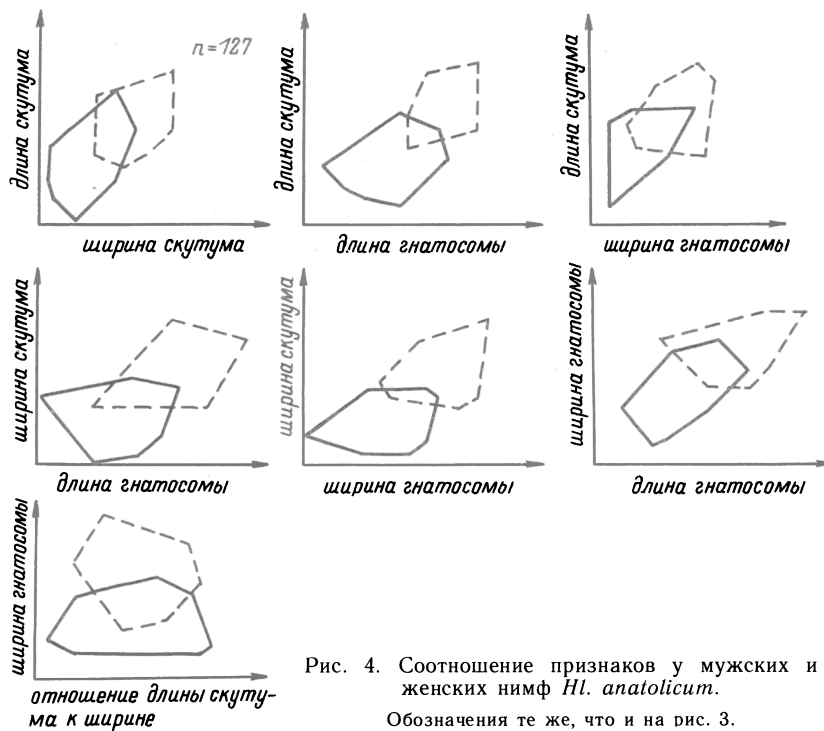 длина скутума
n=127
ширина скутума
длина скутума
длина гнатосомы
длина скутума
ширина гнатосомы
ширина скутума
длина гнатосомы
ширина скутума
ширина гнатосомы
ширина гнатосомы
длина гнатосомы
ширина гнатосомы
отношение длины скуту-
ма к ширине
Рис. 4. Соотношение признаков у мужских и
женских нимф Hl. anatolicum.
Обозначения те же, что и на рис. 3.